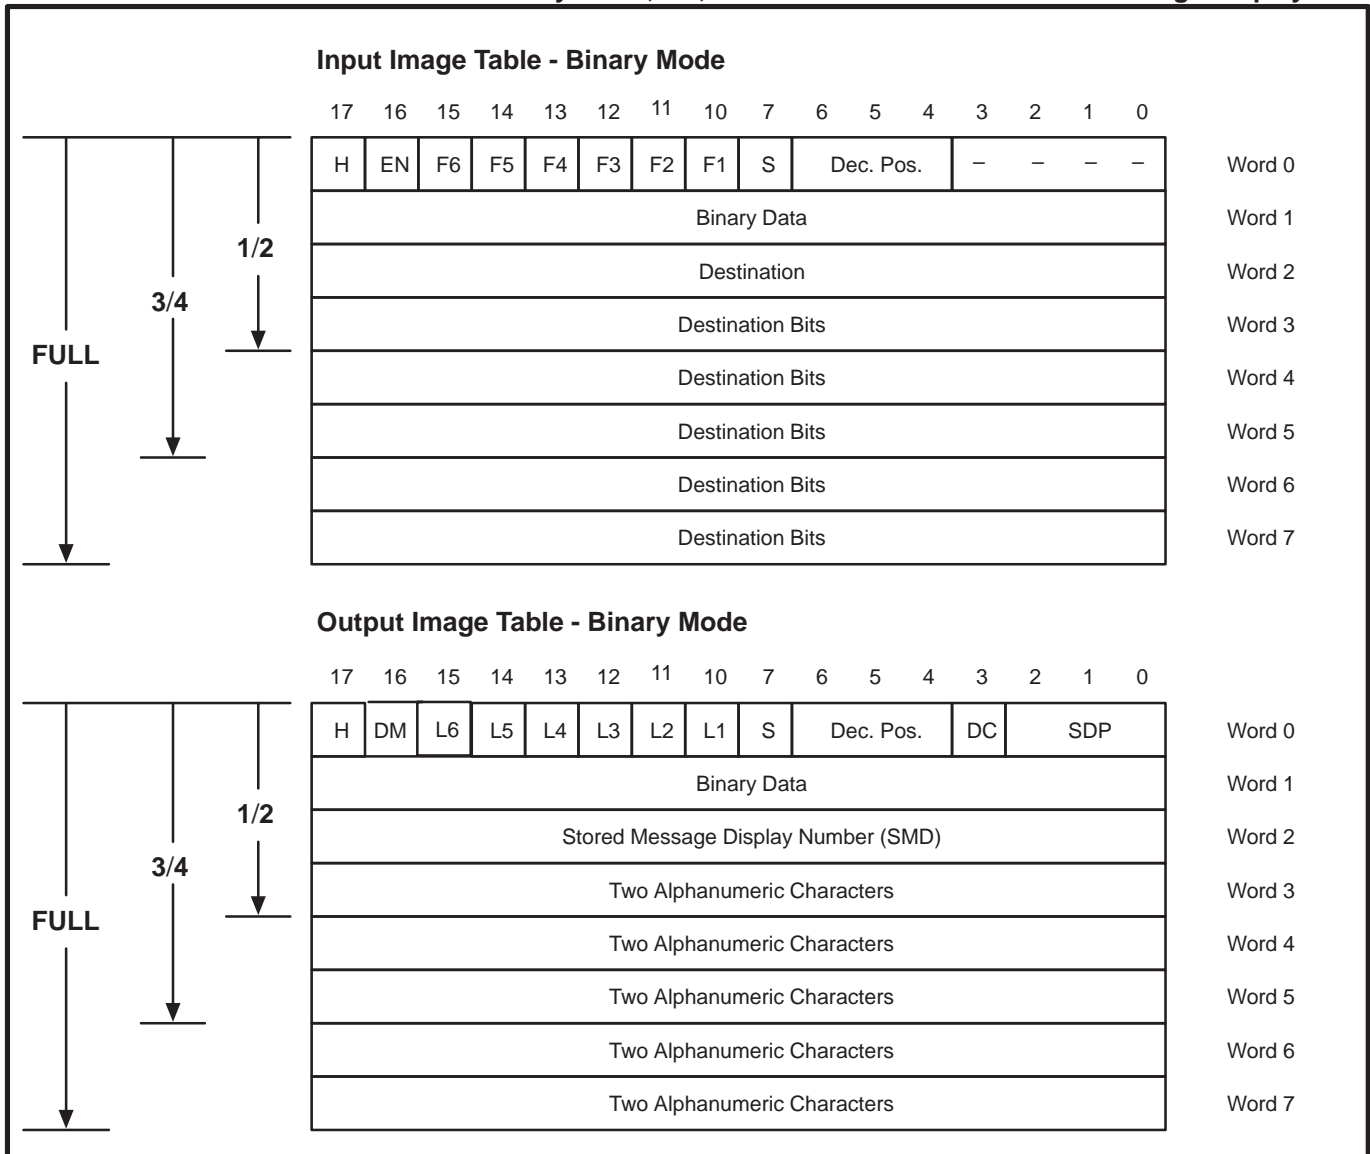 Input Image Table - Binary Mode
17 16 15 14 13 12 11 10 7 6 5 4 3 2 1 0
H EN F6 F5 F4 F3 F2 F1 S Dec. Pos. – – – – Word 0
Binary Data Word 1
1/2
Destination Word 2
3/4
Destination Bits Word 3
FULL
Destination Bits Word 4
Destination Bits Word 5
Destination Bits Word 6
Destination Bits Word 7
Output Image Table - Binary Mode
17 16 15 14 13 12 11 10 7 6 5 4 3 2 1 0
H DM L6 L5 L4 L3 L2 L1 S Dec. Pos. DC SDP Word 0
Binary Data Word 1
1/2
Stored Message Display Number (SMD) Word 2
3/4
Two Alphanumeric Characters Word 3
FULL
Two Alphanumeric Characters Word 4
Two Alphanumeric Characters Word 5
Two Alphanumeric Characters Word 6
Two Alphanumeric Characters Word 7